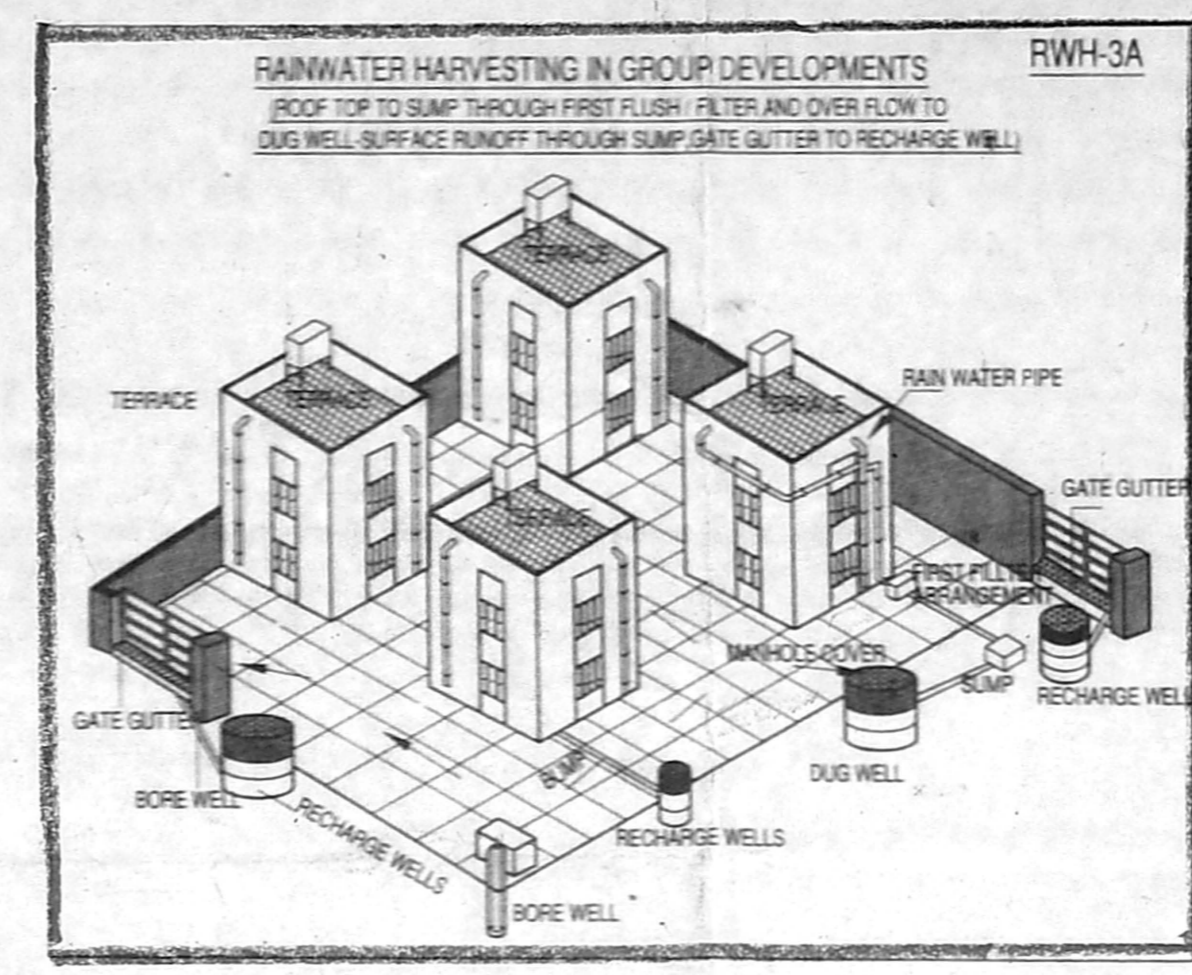 RWH-3A
RAINWATER HARVESTING IN GROUP DEVELOPMENTS
(ROOF TOP TO SUMP THROUGH FIRST FLUSH / FILTER AND OVER FLOW TO
DUG WELL-SURFACE RUNOFF THROUGH SUMP,GATE GUTTER TO RECHARGE WELL)
TERRACE
TERRACE
TERRACE
TERRACE
TERRACE
RAIN WATER PIPE
GATE GUTTER
FIRST FILLTER
ARRANGEMENT
MANHOLE COVER
SUMP
RECHARGE WELL
GATE GUTTE
DUG WELL
BUMP
BORE WELL
RECHARGE WELLS
RECHARGE WELLS
BORE WELL